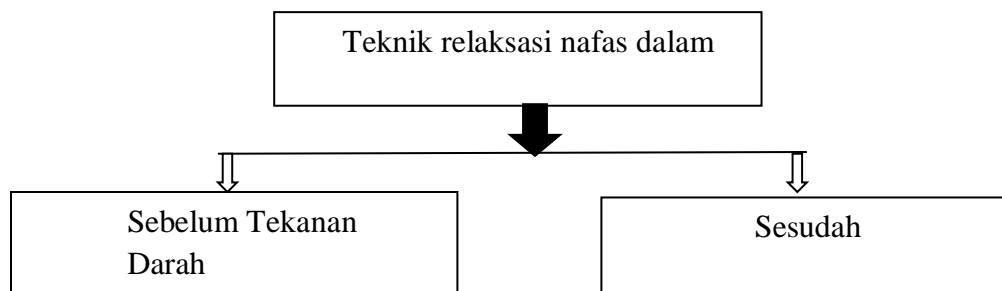 Teknik relaksasi nafas dalam
Sebelum Tekanan
Darah
Sesudah